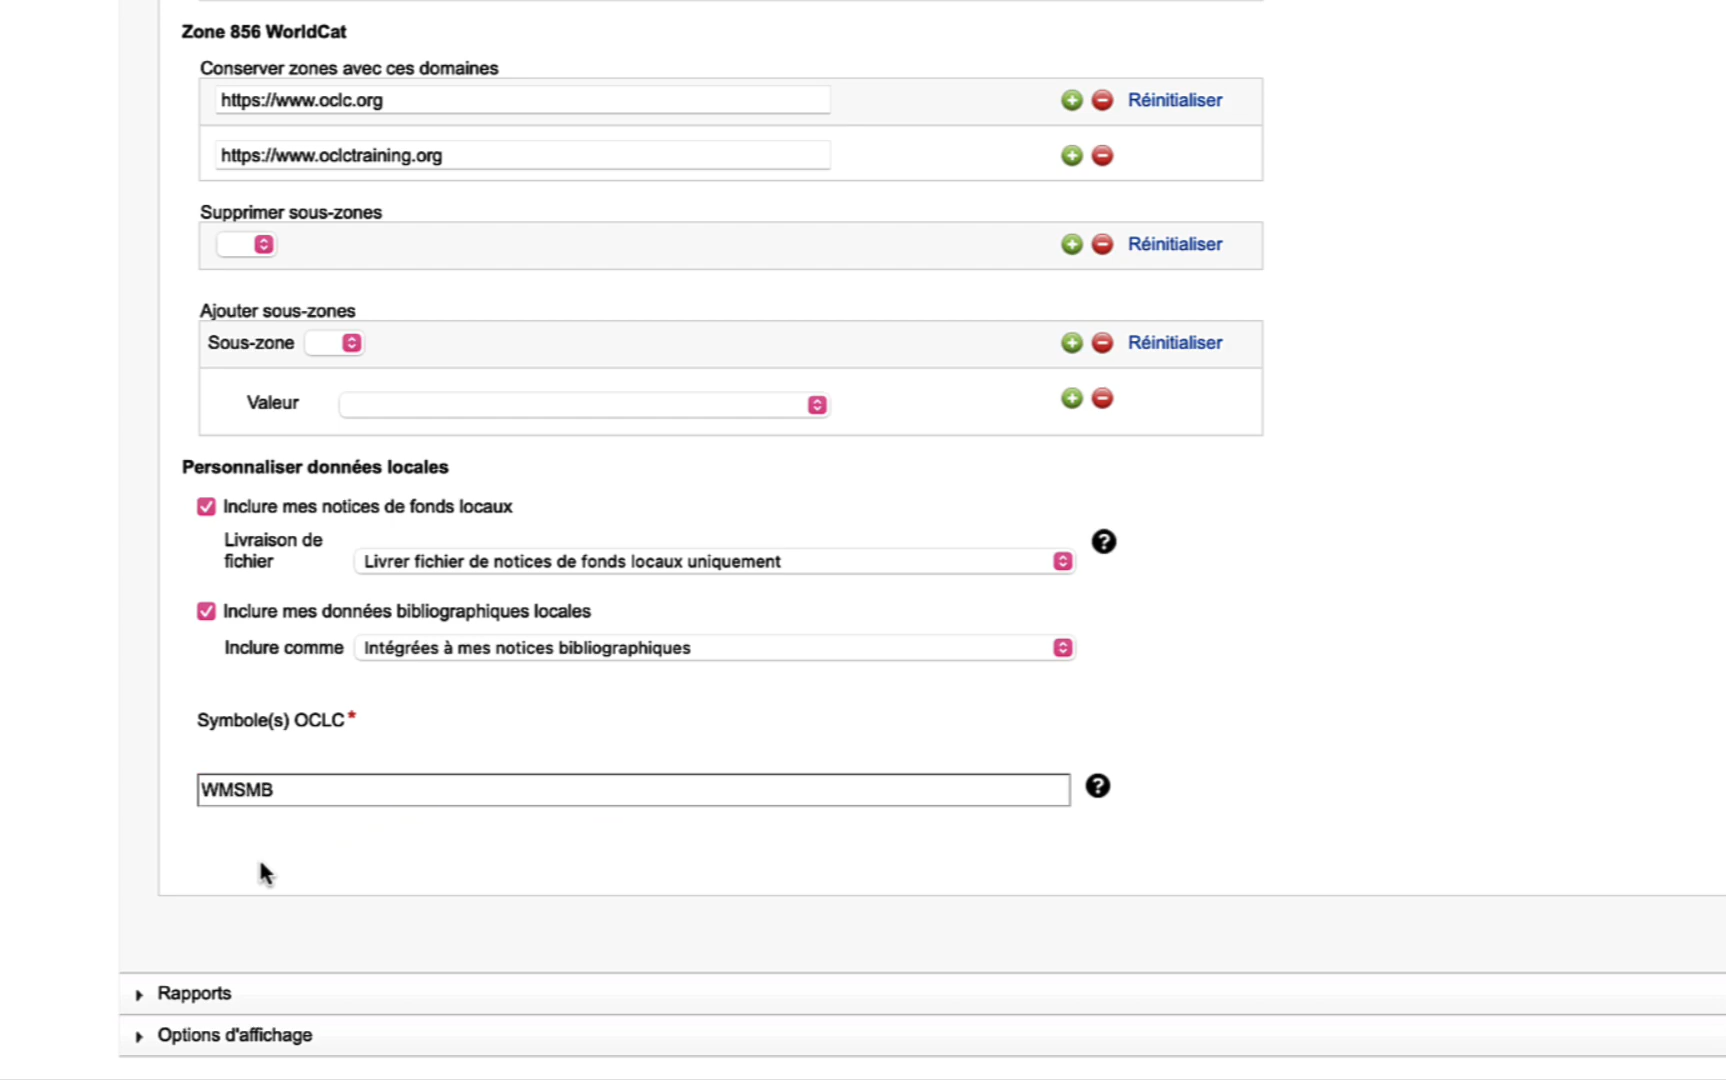 Zone 856 WorldCat
Conserver zones avec ces domaines
https://www.oclc.org Réinitialiser
https://www.oclctraining.org
Supprimer sous-zones
Réinitialiser
Ajouter sous-zones
Sous-zone Réinitialiser
Valeur
Personnaliser données locales
Inclure mes notices de fonds locaux
Livraison de
fichier Livrer fichier de notices de fonds locaux uniquement
?
Inclure mes données bibliographiques locales
Inclure comme Intégrées à mes notices bibliographiques
Symbole(s) OCLC*
WMSMB ?
Rapports
Options d'affichage